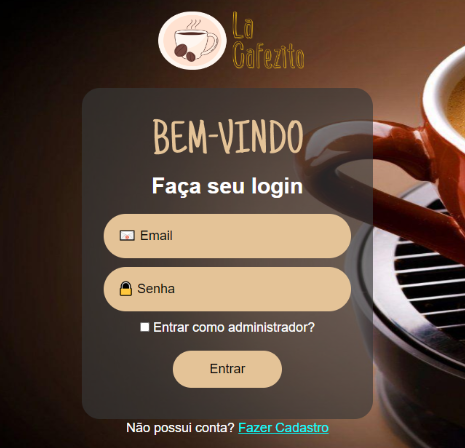 La
Cafezito
BEM-VINDO
Faça seu login
Email
Senha
Entrar como administrador?
Entrar
Não possui conta? Fazer Cadastro